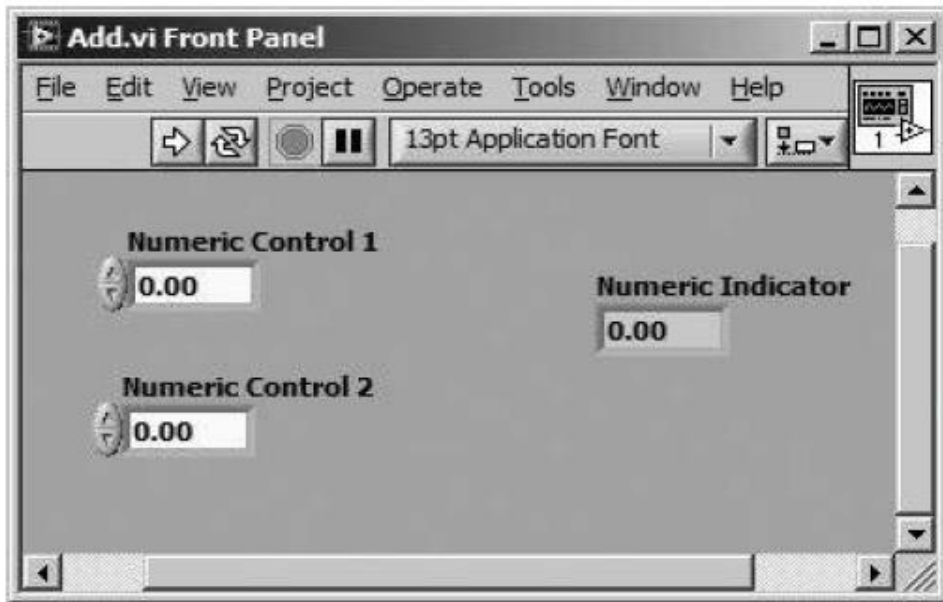 Add.vi Front Panel
File Edit View Project Operate Tools Window Help
13pt Application Font
1
Numeric Control 1
0.00
Numeric Indicator
0.00
Numeric Control 2
0.00